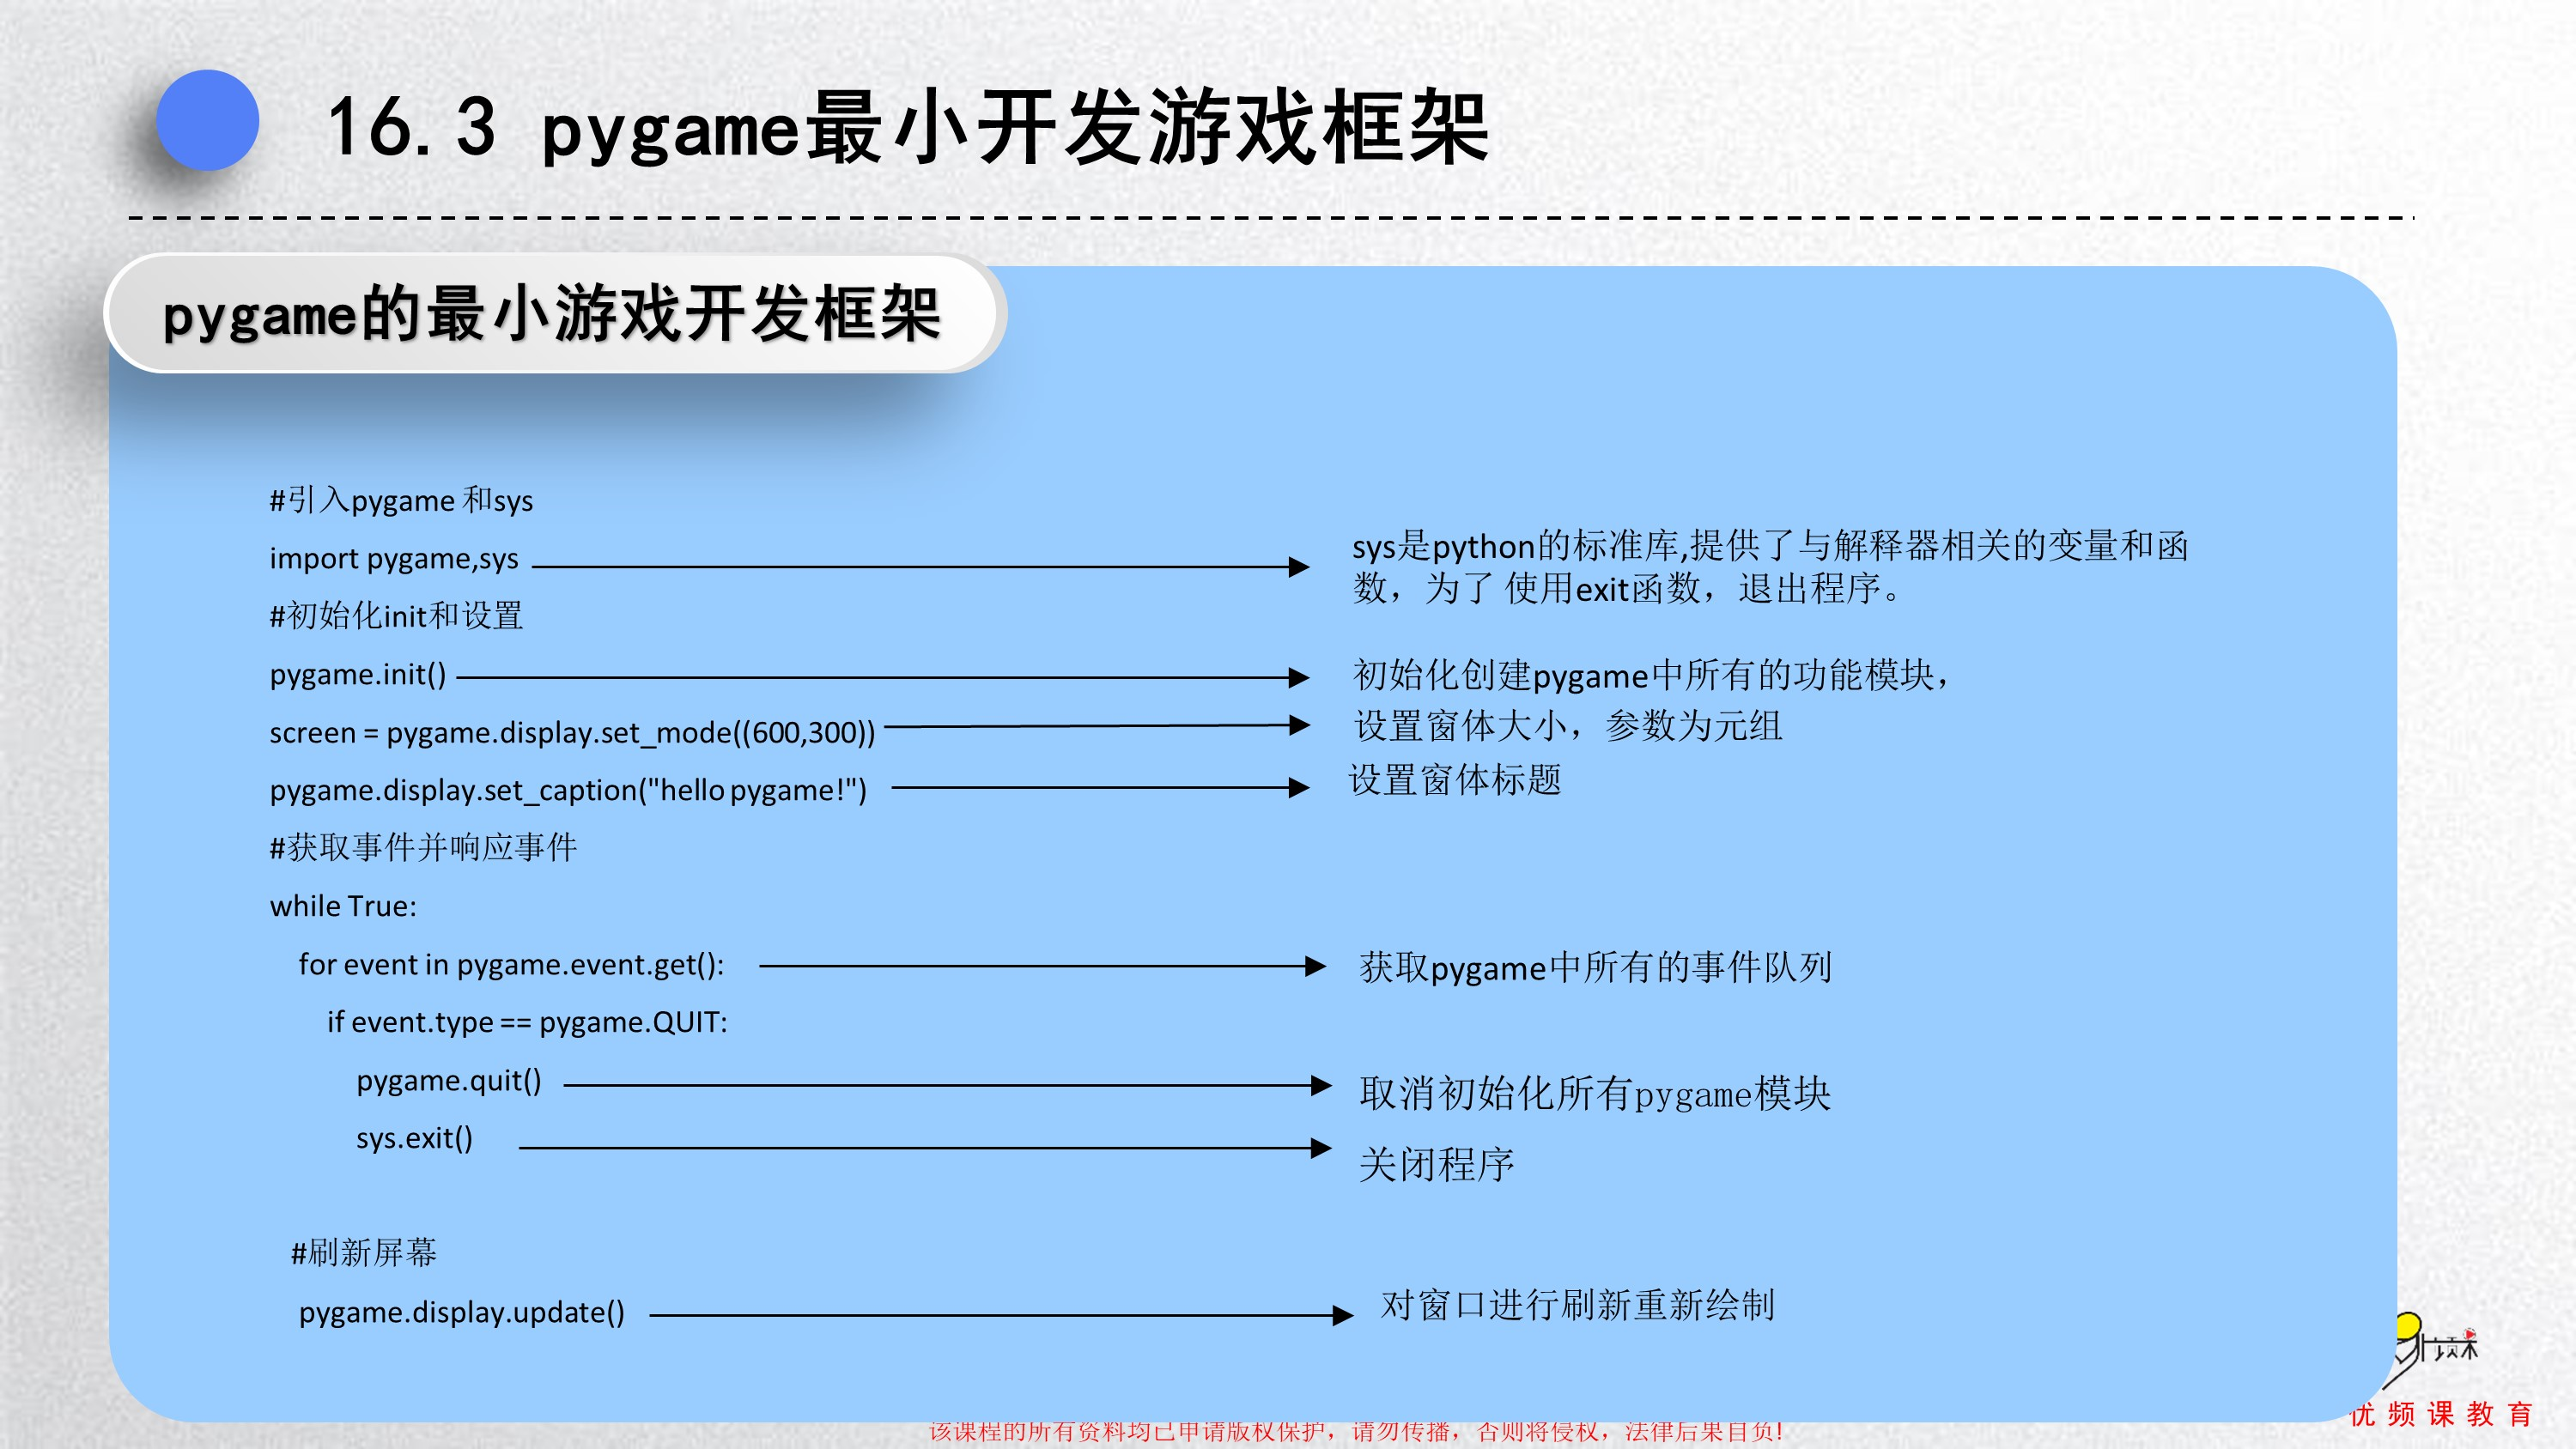 16.3 pygame最小开发游戏框架
pygame的最小游戏开发框架
#引入pygame 和sys
import pygame,sys
sys是python的标准库,提供了与解释器相关的变量和函
数，为了 使用exit函数，退出程序。
#初始化init和设置
pygame.init()
初始化创建pygame中所有的功能模块，
screen = pygame.display.set_mode((600,300))
设置窗体大小，参数为元组
pygame.display.set_caption("hello pygame!")
设置窗体标题
#获取事件并响应事件
while True:
for event in pygame.event.get():
获取pygame中所有的事件队列
if event.type == pygame.QUIT:
pygame.quit()
取消初始化所有pygame模块
sys.exit()
关闭程序
#刷新屏幕
pygame.display.update()
对窗口进行刷新重新绘制
优频课教育
该课程的所有资料均已申请版权保护，请勿传播，否则将侵权，法律后果自负!